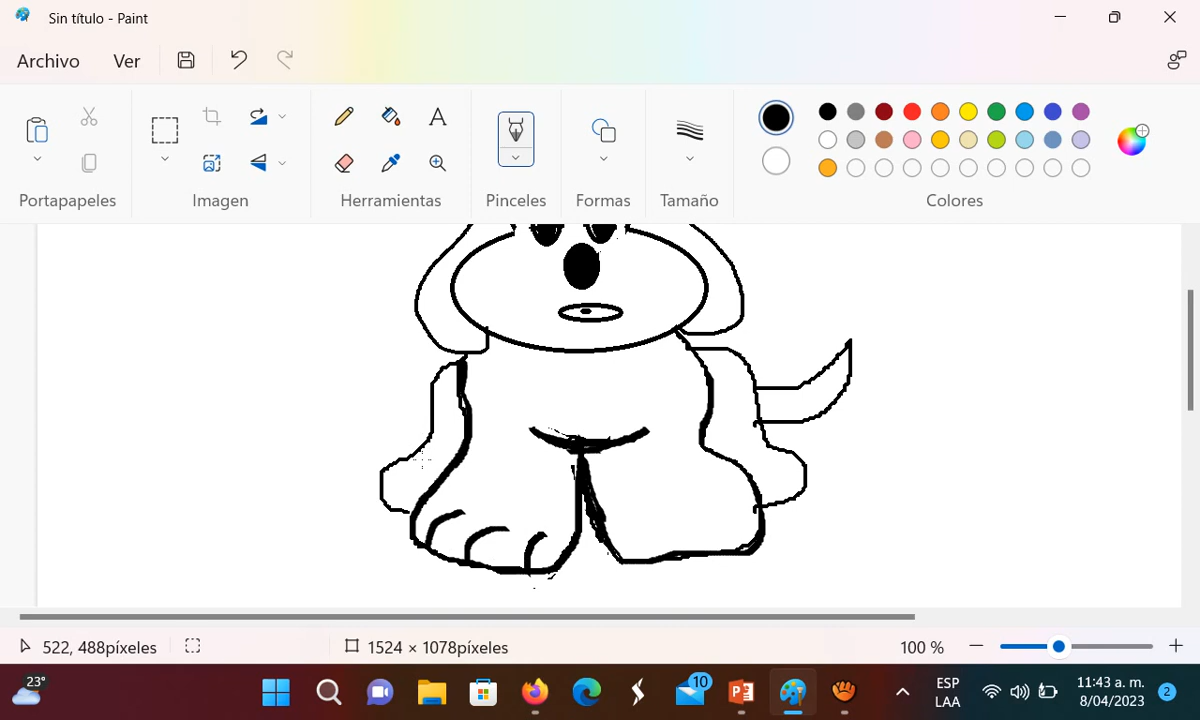 Sin título - Paint
Archivo Ver
A
Portapapeles Imagen Herramientas Pinceles Formas Tamaño Colores
522, 488píxeles 1524 × 1078píxeles 100 %
23° 10 ESP LAA 11:43 a. m. 8/04/2023 2